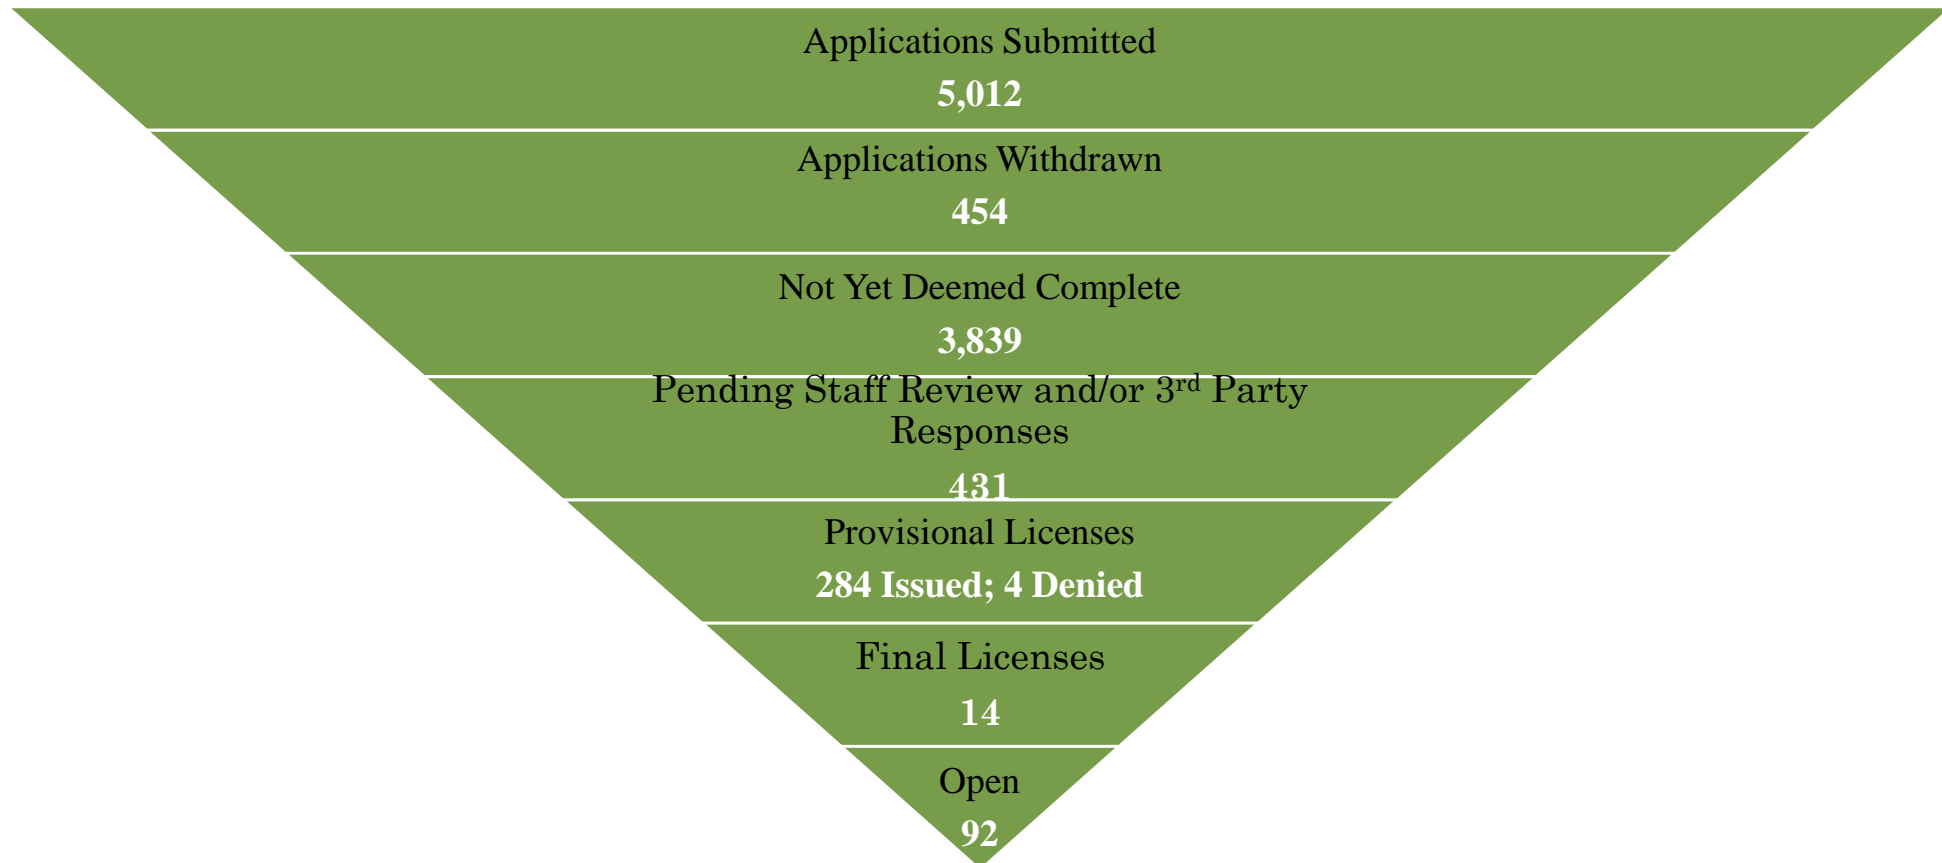 Applications Submitted
5,012
Applications Withdrawn
454
Not Yet Deemed Complete
3,839
Pending Staff Review and/or 3rd Party
Responses
431
Provisional Licenses
284 Issued; 4 Denied
Final Licenses
14
Open
92